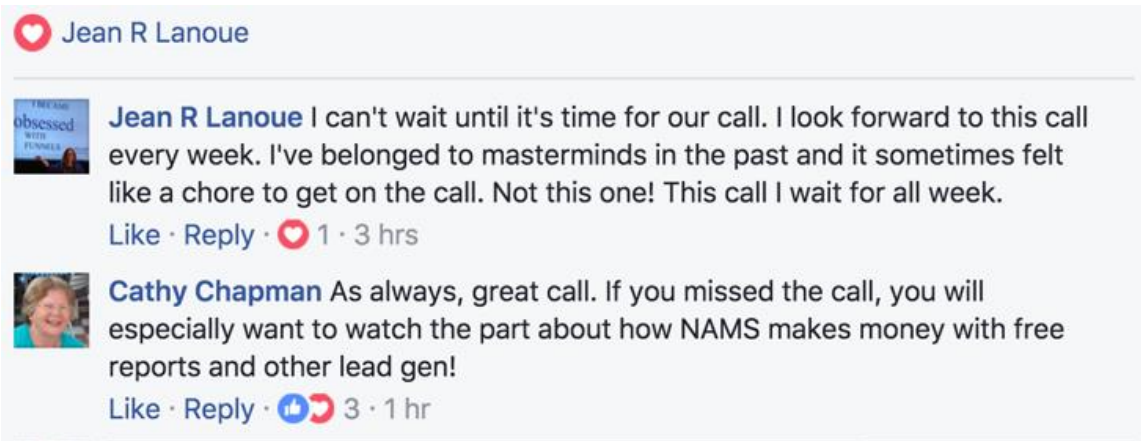 Jean R Lanoue
I BECAME
obsessed
WITH
FUNNELS
Jean R Lanoue I can't wait until it's time for our call. I look forward to this call
every week. I've belonged to masterminds in the past and it sometimes felt
like a chore to get on the call. Not this one! This call I wait for all week.
Like · Reply · 1 · 3 hrs
Cathy Chapman As always, great call. If you missed the call, you will
especially want to watch the part about how NAMS makes money with free
reports and other lead gen!
Like · Reply · 3 · 1 hr